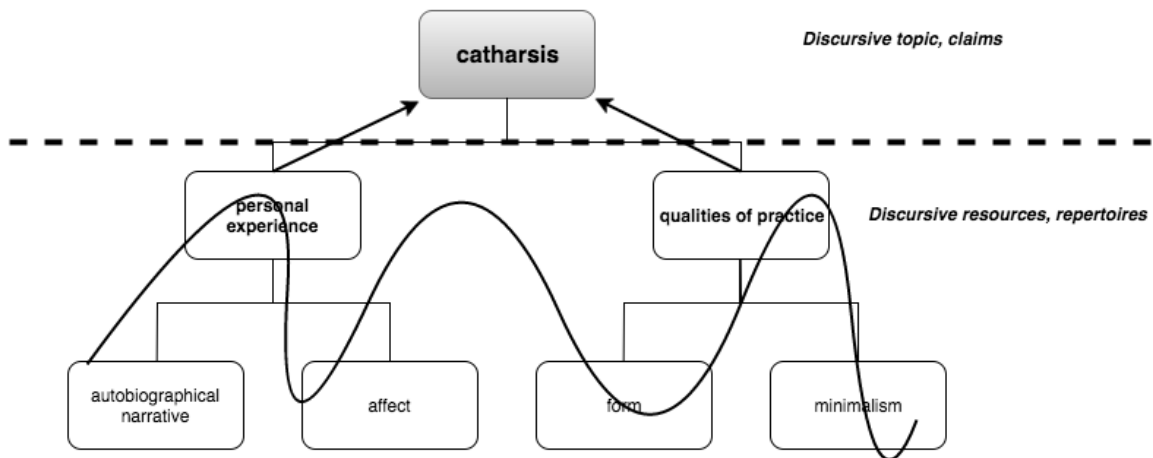 catharsis
Discursive topic, claims
personal
experience
qualities of practice
Discursive resources, repertoires
autobiographical
narrative
affect
form
minimalism